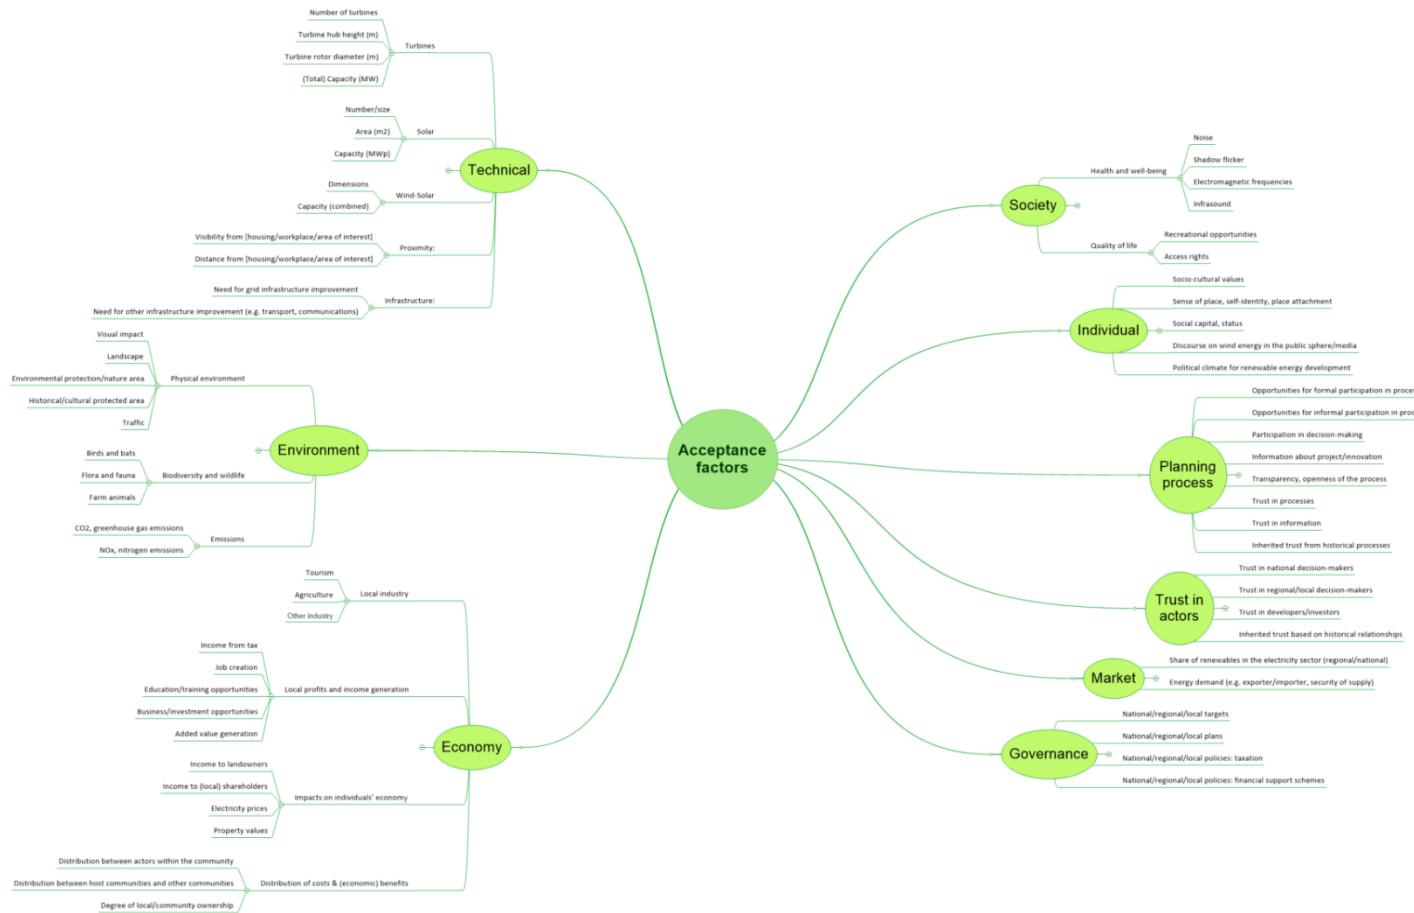 Acceptance
factors
Technical
Turbines
Number of turbines
Turbine hub height (m)
Turbine rotor diameter (m)
(Total) Capacity (MW)
Solar
Number/size
Area (m2)
Capacity (MWp)
Wind-Solar
Dimensions
Capacity (combined)
Proximity:
Visibility from [housing/workplace/area of interest]
Distance from [housing/workplace/area of interest]
Infrastructure:
Need for grid infrastructure improvement
Need for other infrastructure improvement (e.g. transport, communications)
Environment
Physical environment
Visual impact
Landscape
Environmental protection/nature area
Historical/cultural protected area
Traffic
Biodiversity and wildlife
Birds and bats
Flora and fauna
Farm animals
Emissions
CO2, greenhouse gas emissions
NOx, nitrogen emissions
Economy
Local industry
Tourism
Agriculture
Other industry
Local profits and income generation
Income from tax
Job creation
Education/training opportunities
Business/investment opportunities
Added value generation
Impacts on individuals' economy
Income to landowners
Income to (local) shareholders
Electricity prices
Property values
Distribution of costs & (economic) benefits
Distribution between actors within the community
Distribution between host communities and other communities
Degree of local/community ownership
Society
Health and well-being
Noise
Shadow flicker
Electromagnetic frequencies
Infrasound
Quality of life
Recreational opportunities
Access rights
Individual
Socio-cultural values
Sense of place, self-identity, place attachment
Social capital, status
Discourse on wind energy in the public sphere/media
Political climate for renewable energy development
Planning
process
Opportunities for formal participation in
Opportunities for informal participation in
Participation in decision-making
Information about project/innovation
Transparency, openness of the process
Trust in processes
Trust in information
Inherited trust from historical processes
Trust in
actors
Trust in national decision-makers
Trust in regional/local decision-makers
Trust in developers/investors
Inherited trust based on historical relationships
Market
Share of renewables in the electricity sector (regional/national)
Energy demand (e.g. exporter/importer, security of supply)
Governance
National/regional/local targets
National/regional/local plans
National/regional/local policies: taxation
National/regional/local policies: financial support schemes